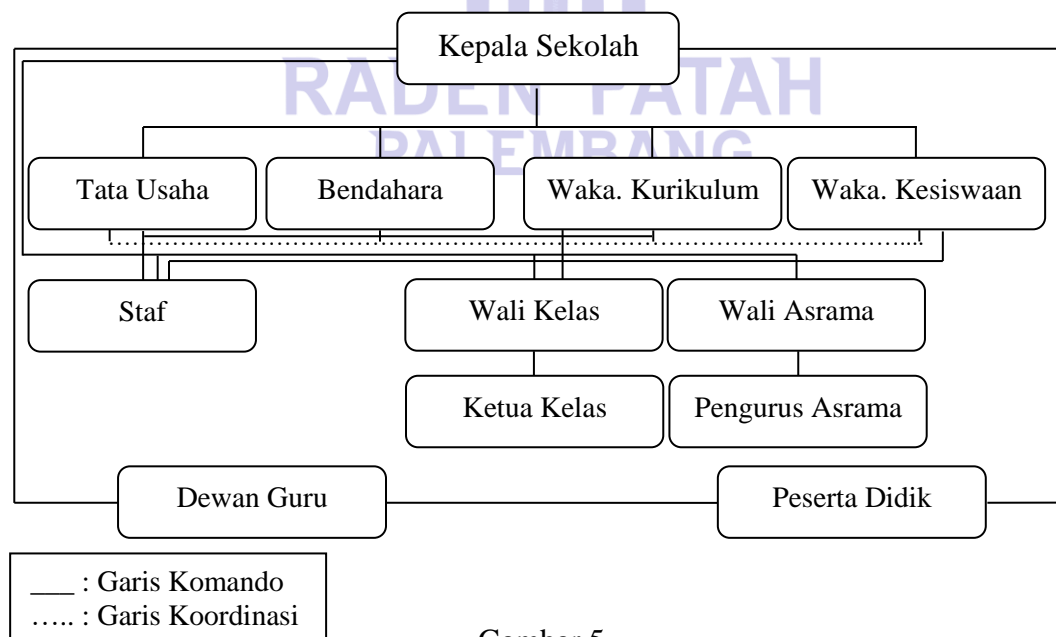 Kepala Sekolah
RADEN PATAH
PALEMBANG
Tata Usaha
Bendahara
Waka. Kurikulum
Waka. Kesiswaan
Staf
Wali Kelas
Wali Asrama
Ketua Kelas
Pengurus Asrama
Dewan Guru
Peserta Didik
___ : Garis Komando
….. : Garis Koordinasi
Gambar 5